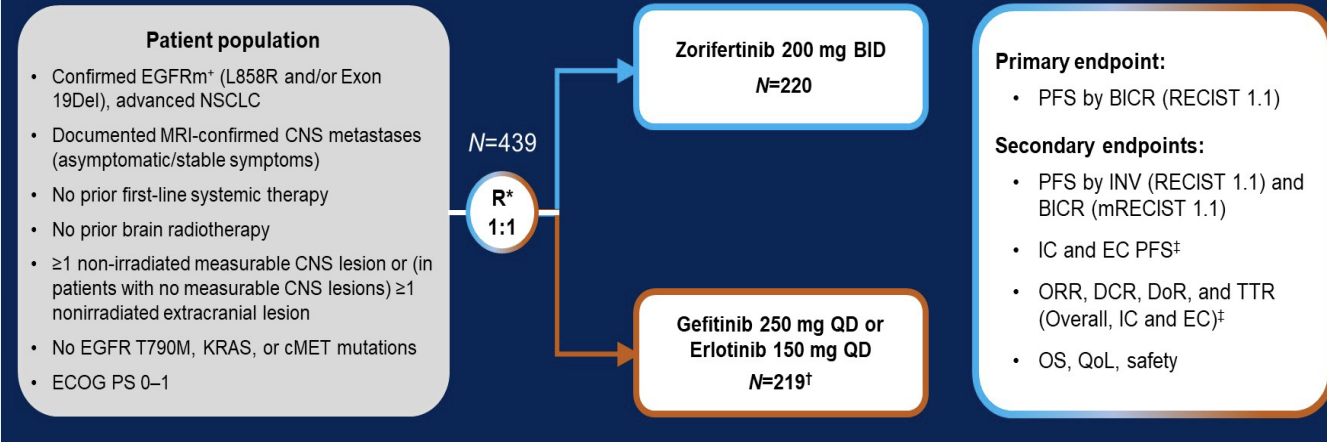 Patient population
• Confirmed EGFRm⁺ (L858R and/or Exon
19Del), advanced NSCLC
• Documented MRI-confirmed CNS metastases
(asymptomatic/stable symptoms)
• No prior first-line systemic therapy
• No prior brain radiotherapy
• ≥1 non-irradiated measurable CNS lesion or (in
patients with no measurable CNS lesions) ≥1
nonirradiated extracranial lesion
• No EGFR T790M, KRAS, or cMET mutations
• ECOG PS 0–1
N=439
R*
1:1
Zorifertinib 200 mg BID
N=220
Gefitinib 250 mg QD or
Erlotinib 150 mg QD
N=219†
Primary endpoint:
• PFS by BICR (RECIST 1.1)
Secondary endpoints:
• PFS by INV (RECIST 1.1) and
BICR (mRECIST 1.1)
• IC and EC PFS‡
• ORR, DCR, DoR, and TTR
(Overall, IC and EC)‡
• OS, QoL, safety